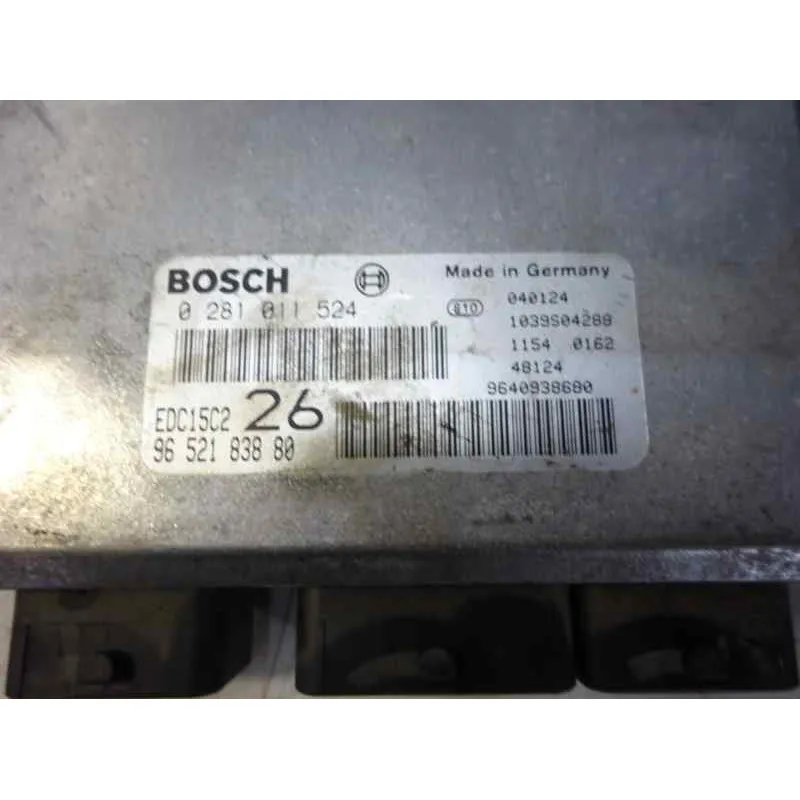 BOSCH
0 281 011 524
EDC15C2 26
96 521 838 80
Made in Germany
610 040124
1039S04288
1154 0162
48124
9640938680